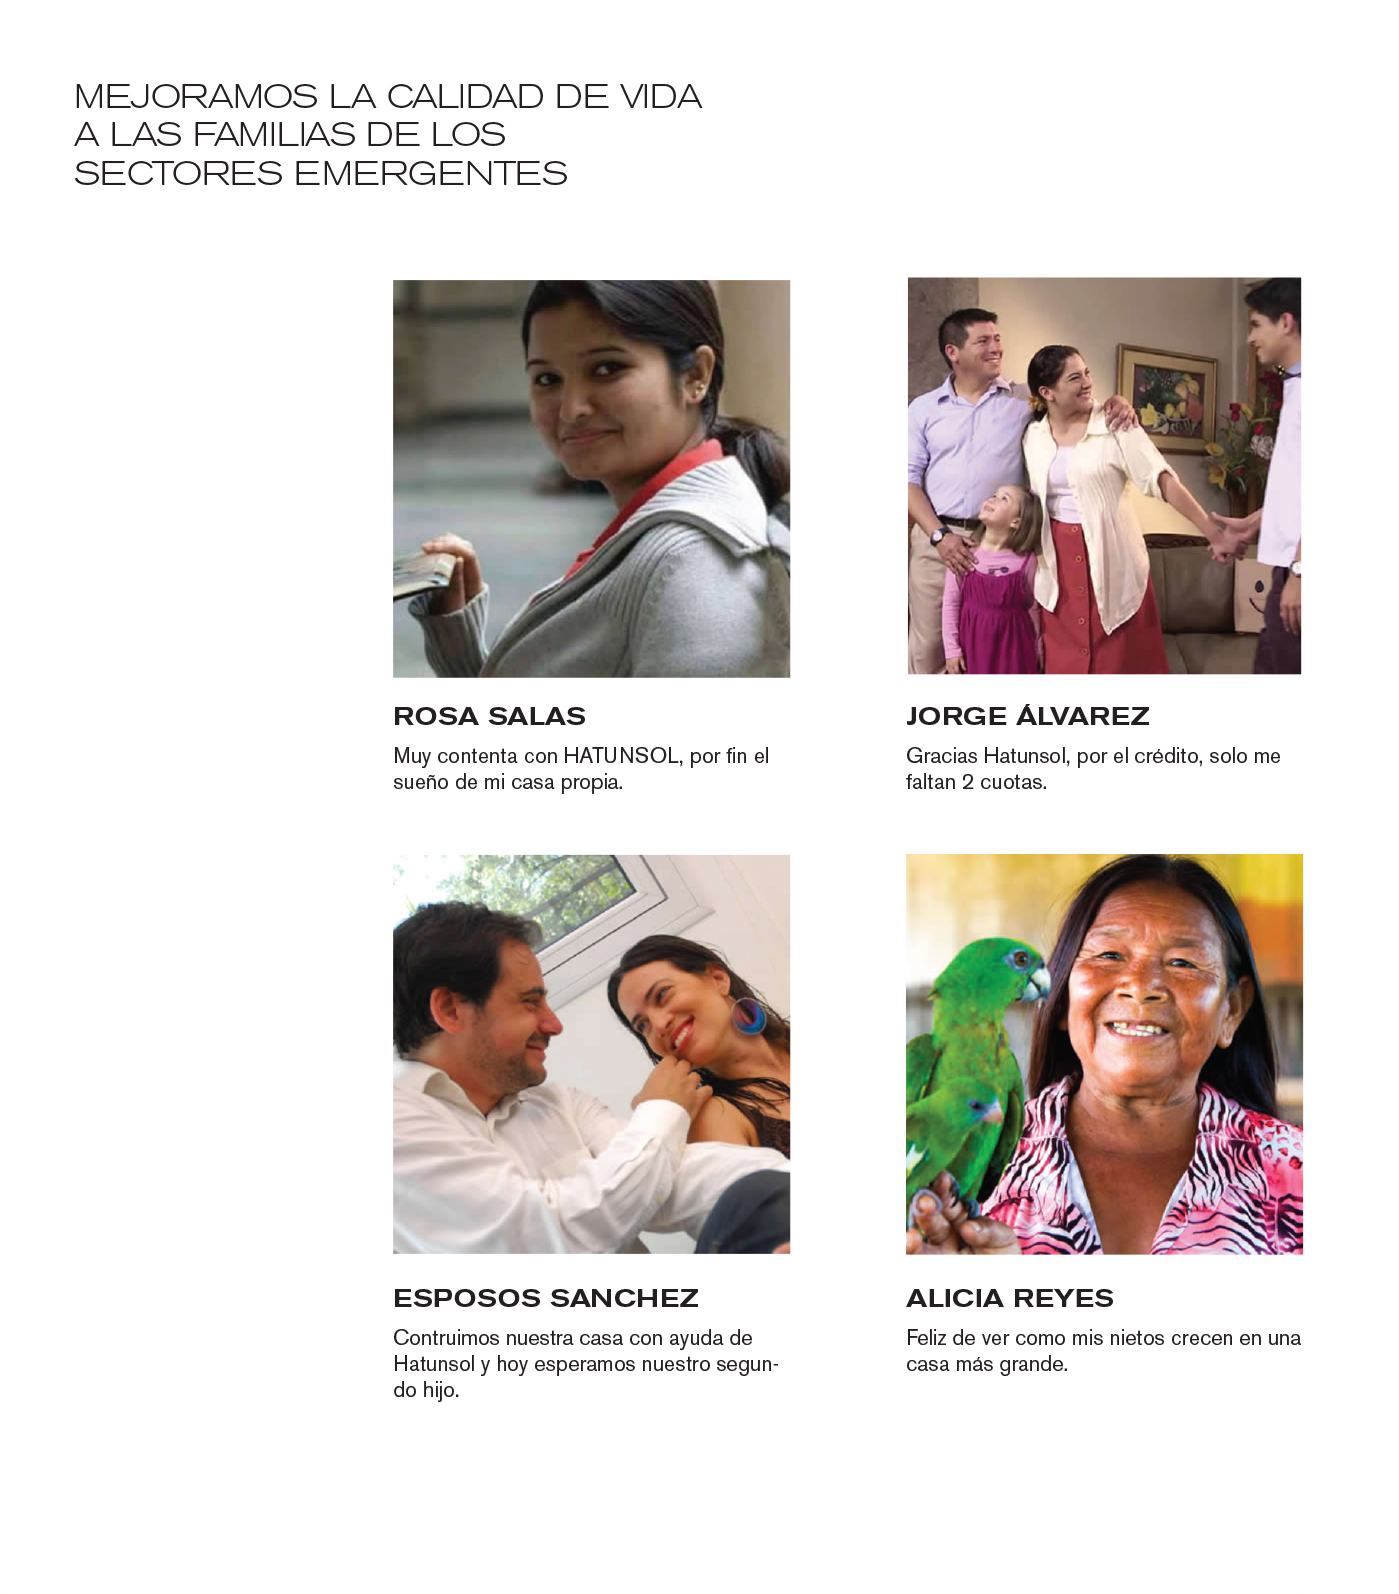 MEJORAMOS LA CALIDAD DE VIDA
A LAS FAMILIAS DE LOS
SECTORES EMERGENTES
ROSA SALAS
Muy contenta con HATUNSOL, por fin el
sueño de mi casa propia.
JORGE ÁLVAREZ
Gracias Hatunsol, por el crédito, solo me
faltan 2 cuotas.
ESPOSOS SANCHEZ
Contruimos nuestra casa con ayuda de
Hatunsol y hoy esperamos nuestro segun-
do hijo.
ALICIA REYES
Feliz de ver como mis nietos crecen en una
casa más grande.